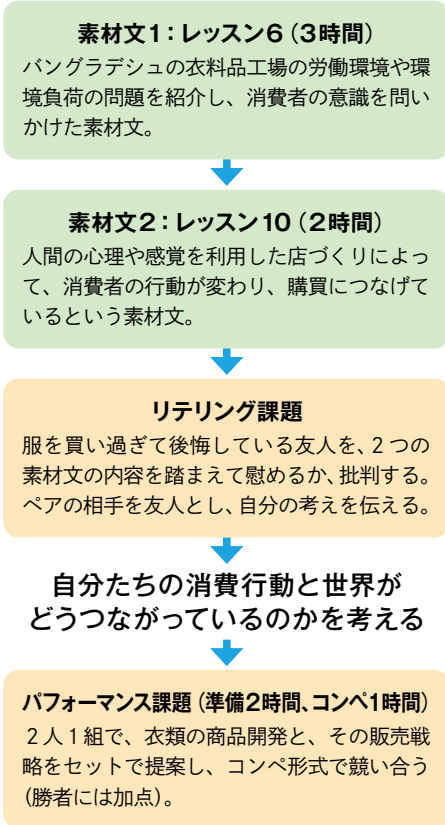 素材文1:レッスン6(3時間)
バングラデシュの衣料品工場の労働環境や環
境負荷の問題を紹介し、消費者の意識を問い
かけた素材文。
素材文2:レッスン10(2時間)
人間の心理や感覚を利用した店づくりによっ
て、消費者の行動が変わり、購買につなげて
いるという素材文。
リテリング課題
服を買い過ぎて後悔している友人を、2つの
素材文の内容を踏まえて慰めるか、批判する。
ペアの相手を友人とし、自分の考えを伝える。
自分たちの消費行動と世界が
どうつながっているのかを考える
パフォーマンス課題(準備2時間、コンペ1時間)
2人1組で、衣類の商品開発と、その販売戦
略をセットで提案し、コンペ形式で競い合う
(勝者には加点)。